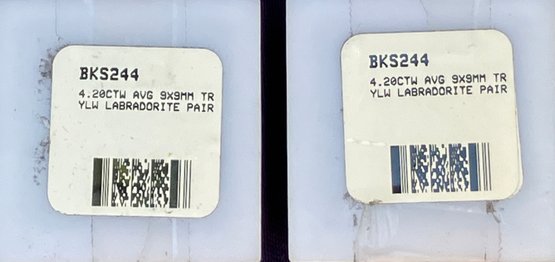 BKS244
4.20CTW AVG 9X9MM TR
YLW LABRADORITE PAIR
BKS244
4.20CTW AVG 9X9MM TR
YLW LABRADORITE PAIR